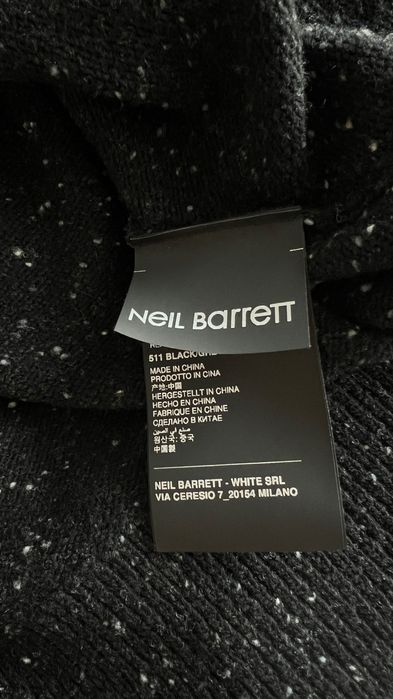 NEIL BARRETT
511 BLACK/GRE
MADE IN CHINA
PRODOTTO IN CINA
产地:中國
HERGESTELLT IN CHINA
HECHO EN CHINA
FABRIQUE EN CHINE
СДЕЛАНО В КИТАЕ
صنع في الصين
원산국: 중국
中国製
NEIL BARRETT - WHITE SRL
VIA CERESIO 7_20154 MILANO